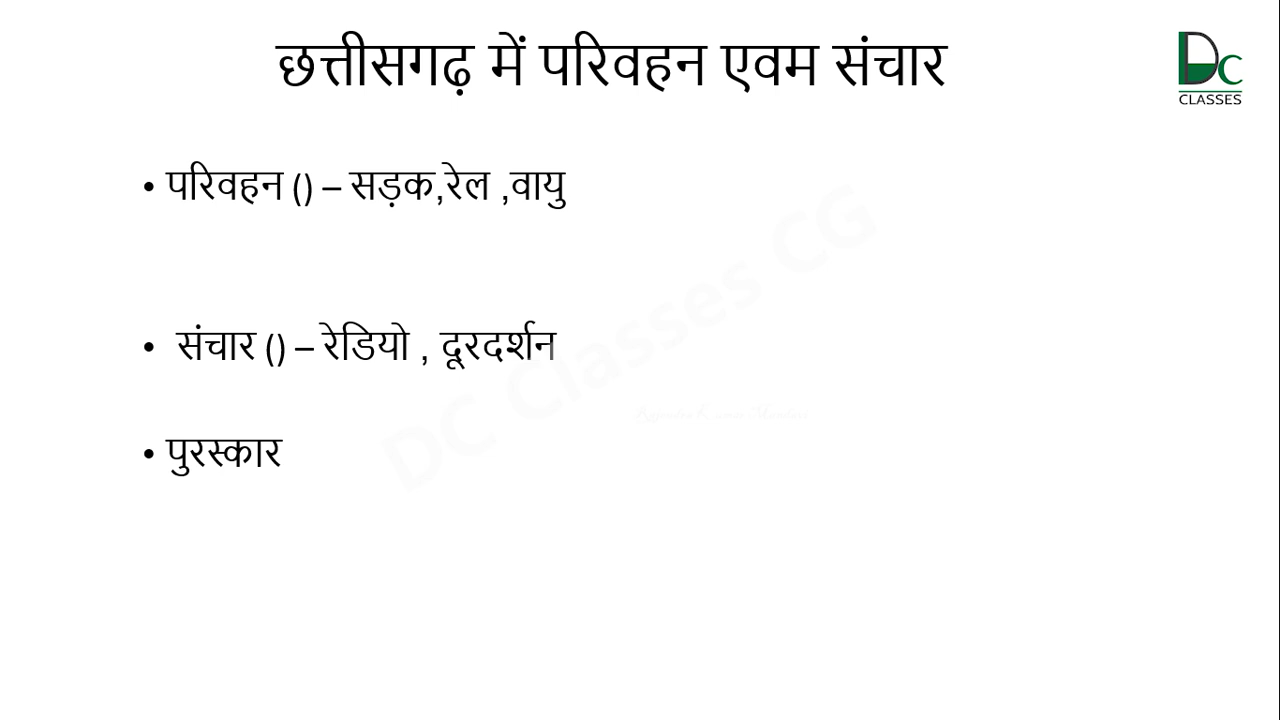 छत्तीसगढ़ में परिवहन एवम संचार
DC
CLASSES
• परिवहन () – सड़क,रेल ,वायु
• संचार () – रेडियो , दूरदर्शन
• पुरस्कार
DC Classes CG